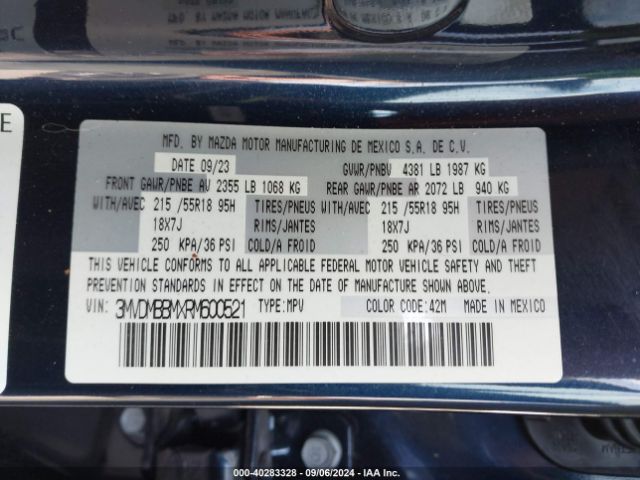 E
MFD. BY MAZDA MOTOR MANUFACTURING DE MEXICO S.A. DE C.V.
DATE 09/23 GVWR/PNBV 4381 LB 1987 KG
FRONT GAWR/PNBE AV 2355 LB 1068 KG REAR GAWR/PNBE AR 2072 LB 940 KG
WITH/AVEC 215 /55R18 95H TIRES/PNEUS WITH/AVEC 215 /55R18 95H TIRES/PNEUS
18X7J RIMS/JANTES 18X7J RIMS/JANTES
250 KPA/36 PSI COLD/A FROID 250 KPA/36 PSI COLD/A FROID
THIS VEHICLE CONFORMS TO ALL APPLICABLE FEDERAL MOTOR VEHICLE SAFETY AND THEFT
PREVENTION STANDARDS IN EFFECT ON THE DATE OF MANUFACTURE SHOWN ABOVE.
VIN: 3MVDMBBMXRM600521 TYPE:MPV COLOR CODE:42M MADE IN MEXICO
000-40283328 - 09/06/2024 - IAA Inc.